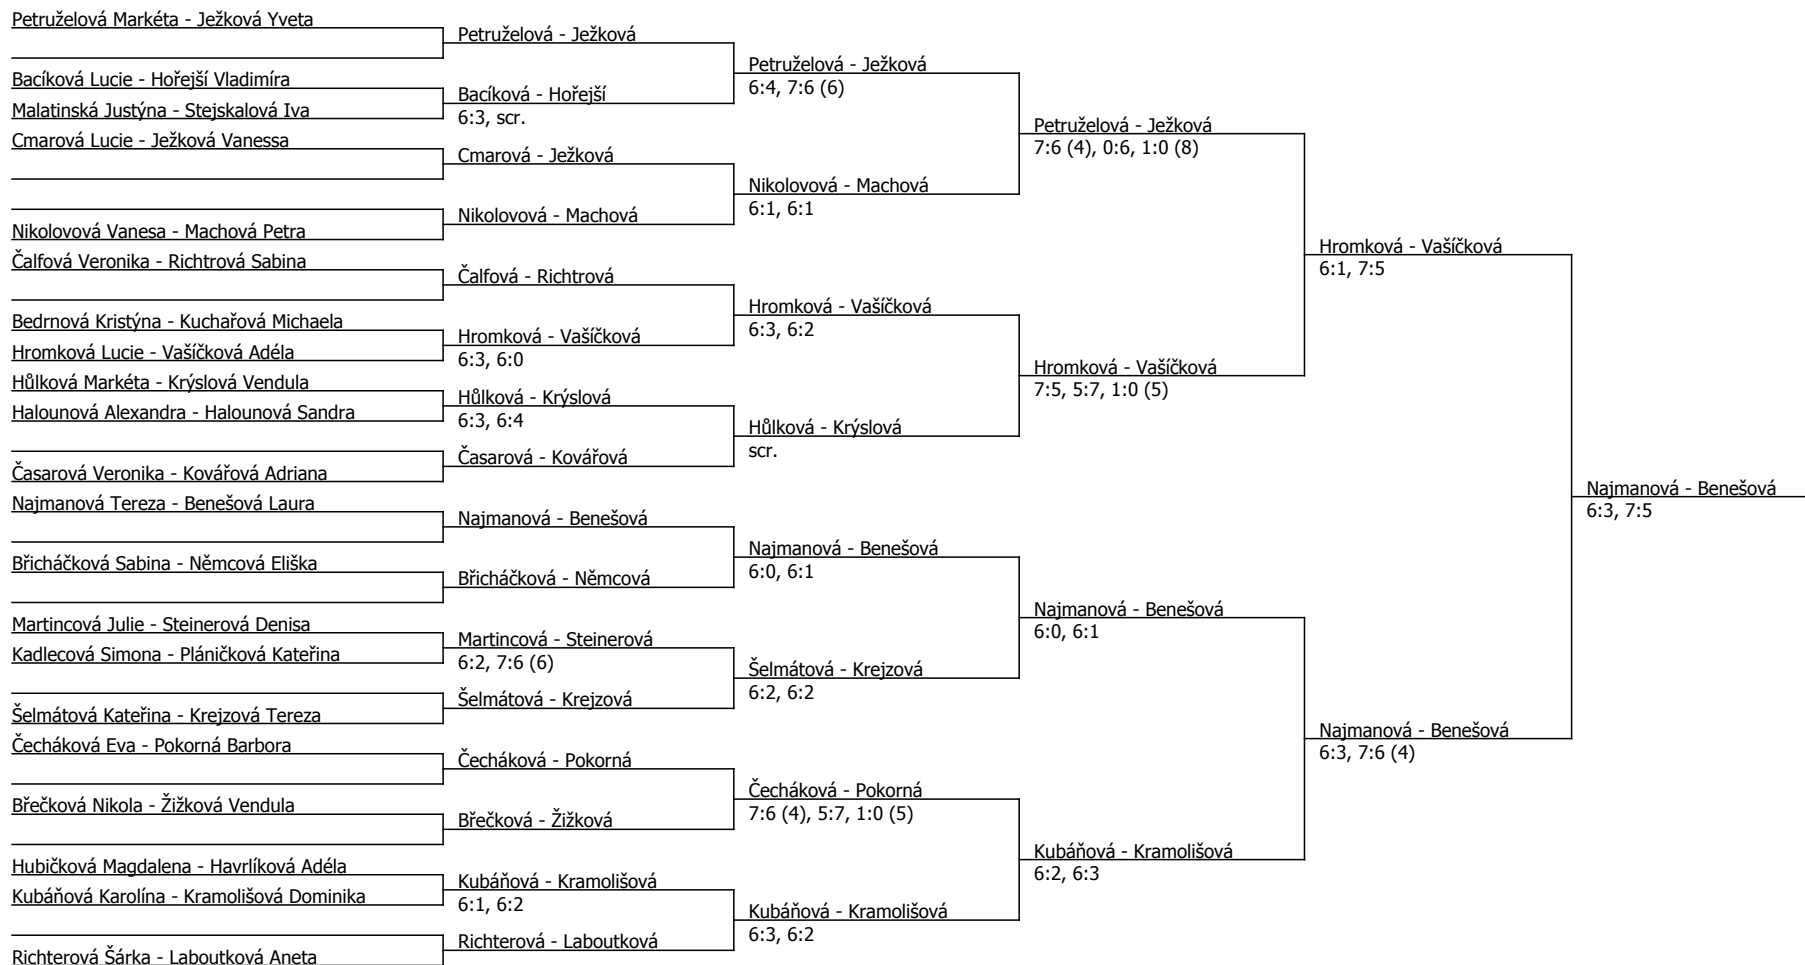 Petruželová Markéta - Ježková Yveta
Bacíková Lucie - Hořejší Vladimíra
Malatinská Justýna - Stejskalová Iva
Cmarová Lucie - Ježková Vanessa
Nikolovová Vanesa - Machová Petra
Čalfová Veronika - Richtrová Sabina
Bedrnová Kristýna - Kuchařová Michaela
Hromková Lucie - Vašíčková Adéla
Hůlková Markéta - Krýslová Vendula
Halounová Alexandra - Halounová Sandra
Časarová Veronika - Kovářová Adriana
Najmanová Tereza - Benešová Laura
Břicháčková Sabina - Němcová Eliška
Martincová Julie - Steinerová Denisa
Kadlecová Simona - Pláničková Kateřina
Šelmátová Kateřina - Krejzová Tereza
Čecháková Eva - Pokorná Barbora
Břečková Nikola - Žižková Vendula
Hubičková Magdalena - Havrlíková Adéla
Kubáňová Karolína - Kramolišová Dominika
Richterová Šárka - Laboutková Aneta
Petruželová - Ježková
Bacíková - Hořejší
6:3, scr.
Cmarová - Ježková
Nikolovová - Machová
Čalfová - Richtrová
Hromková - Vašíčková
6:3, 6:0
Hůlková - Krýslová
6:3, 6:4
Časarová - Kovářová
Najmanová - Benešová
Břicháčková - Němcová
Martincová - Steinerová
6:2, 7:6 (6)
Šelmátová - Krejzová
Čecháková - Pokorná
Břečková - Žižková
Kubáňová - Kramolišová
6:1, 6:2
Richterová - Laboutková
Petruželová - Ježková
6:4, 7:6 (6)
Nikolovová - Machová
6:1, 6:1
Hromková - Vašíčková
6:3, 6:2
Hůlková - Krýslová
scr.
Najmanová - Benešová
6:0, 6:1
Šelmátová - Krejzová
6:2, 6:2
Čecháková - Pokorná
7:6 (4), 5:7, 1:0 (5)
Kubáňová - Kramolišová
6:3, 6:2
Petruželová - Ježková
7:6 (4), 0:6, 1:0 (8)
Hromková - Vašíčková
7:5, 5:7, 1:0 (5)
Najmanová - Benešová
6:0, 6:1
Kubáňová - Kramolišová
6:2, 6:3
Hromková - Vašíčková
6:1, 7:5
Najmanová - Benešová
6:3, 7:6 (4)
Najmanová - Benešová
6:3, 7:5